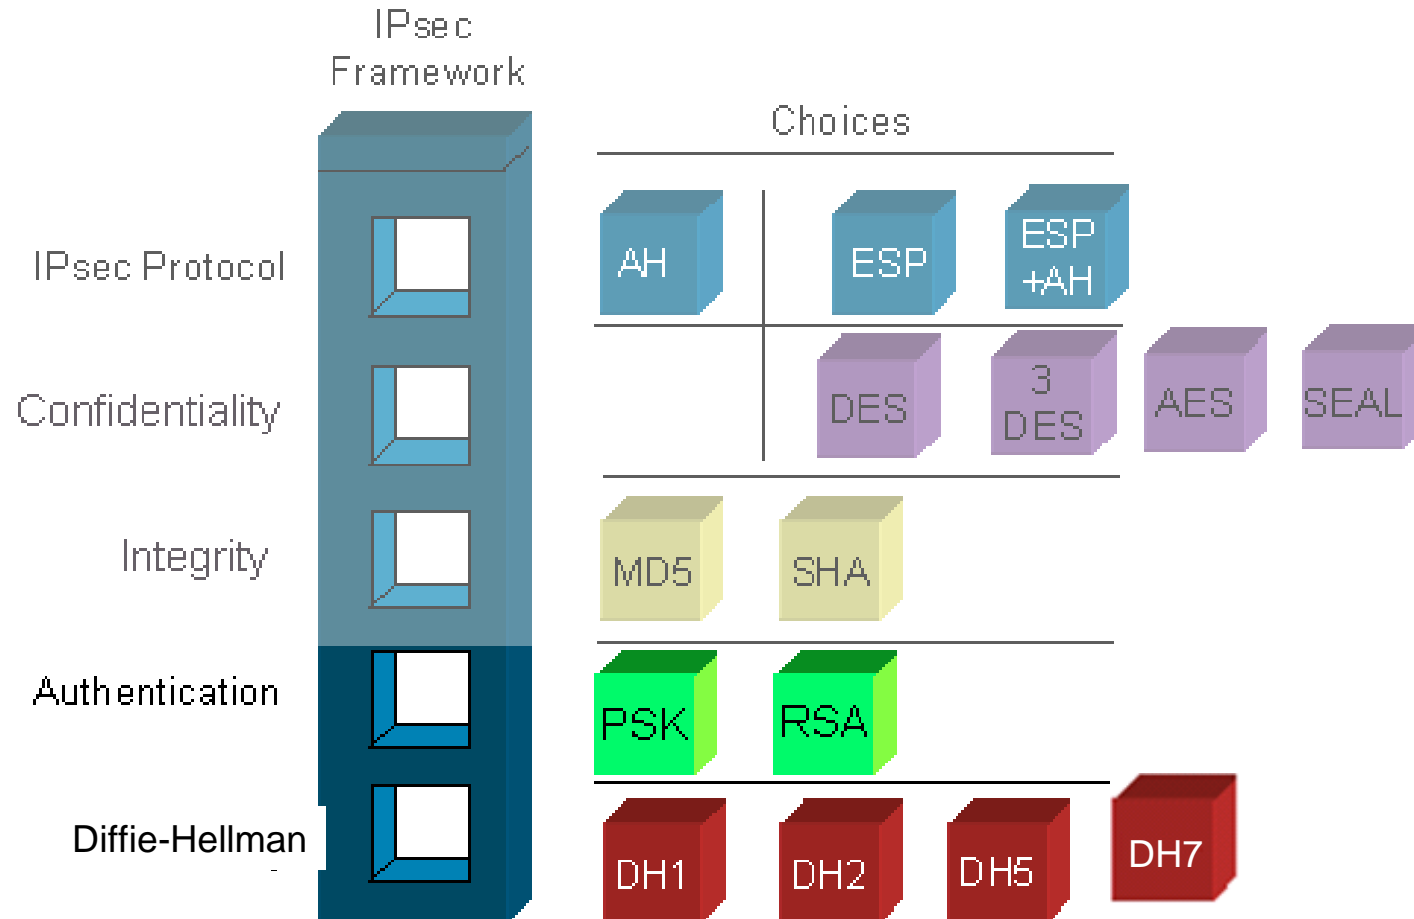 IPsec
Framework
Choices
IPsec Protocol
AH
ESP
ESP
+AH
Confidentiality
DES
3
DES
AES
SEAL
Integrity
MD5
SHA
Authentication
PSK
RSA
Diffie-Hellman
DH1
DH2
DH5
DH7